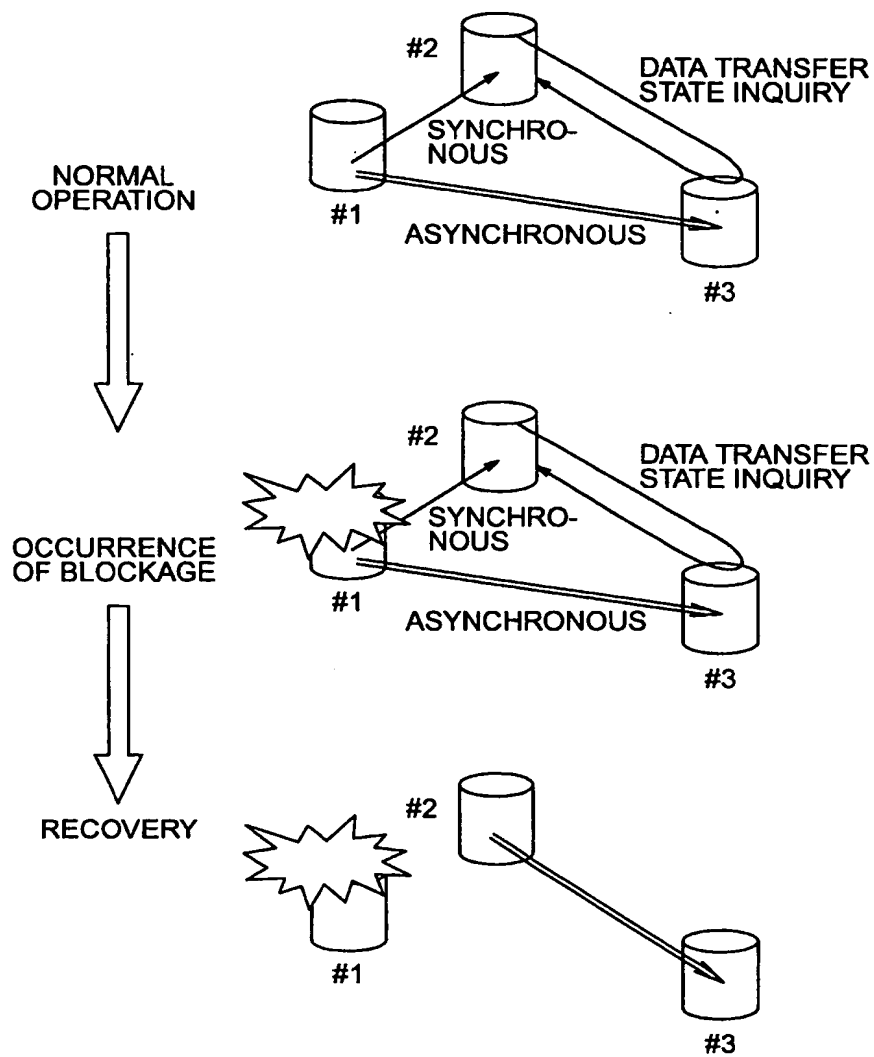 #2
DATA TRANSFER
STATE INQUIRY
SYNCHRO-
NOUS
NORMAL
OPERATION
#1
ASYNCHRONOUS
#3
#2
DATA TRANSFER
STATE INQUIRY
SYNCHRO-
NOUS
OCCURRENCE
OF BLOCKAGE
#1
ASYNCHRONOUS
#3
#2
RECOVERY
#1
#3